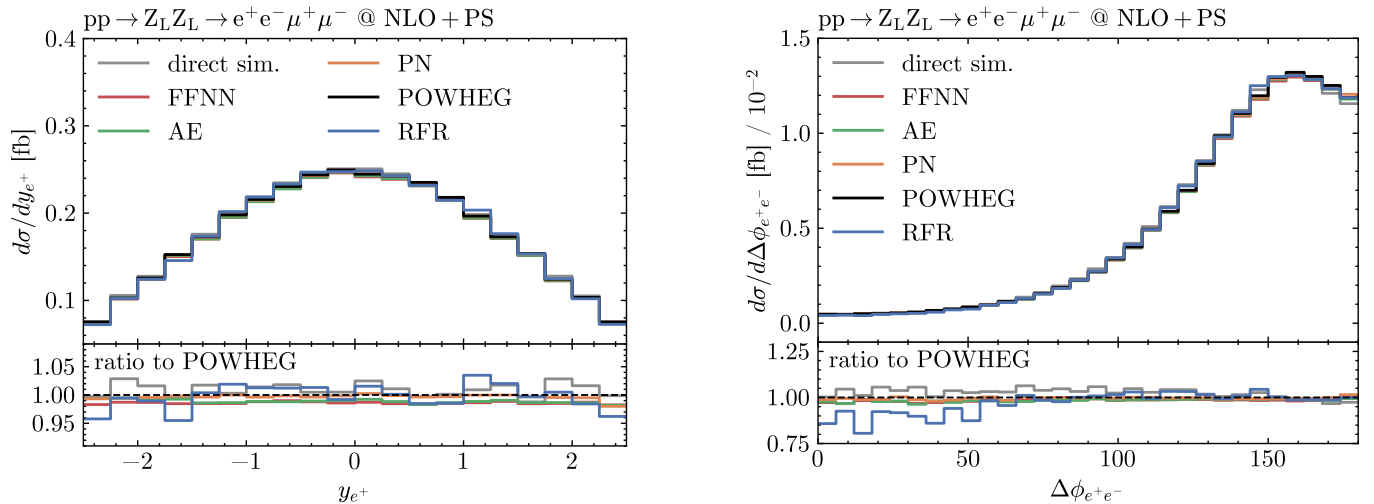 pp → Z_L Z_L → e⁺e⁻μ⁺μ⁻ @ NLO + PS
0.4
direct sim.
PN
FFNN
POWHEG
AE
RFR
0.3
0.2
0.1
dσ/dy_{e⁺} [fb]
ratio to POWHEG
1.05
1.00
0.95
−2
−1
0
1
2
y_{e⁺}
pp → Z_L Z_L → e⁺e⁻μ⁺μ⁻ @ NLO + PS
1.5
direct sim.
FFNN
AE
PN
POWHEG
RFR
1.0
0.5
0.0
dσ/dΔϕ_{e⁺e⁻} [fb] / 10⁻²
ratio to POWHEG
1.25
1.00
0.75
0
50
100
150
Δϕ_{e⁺e⁻}